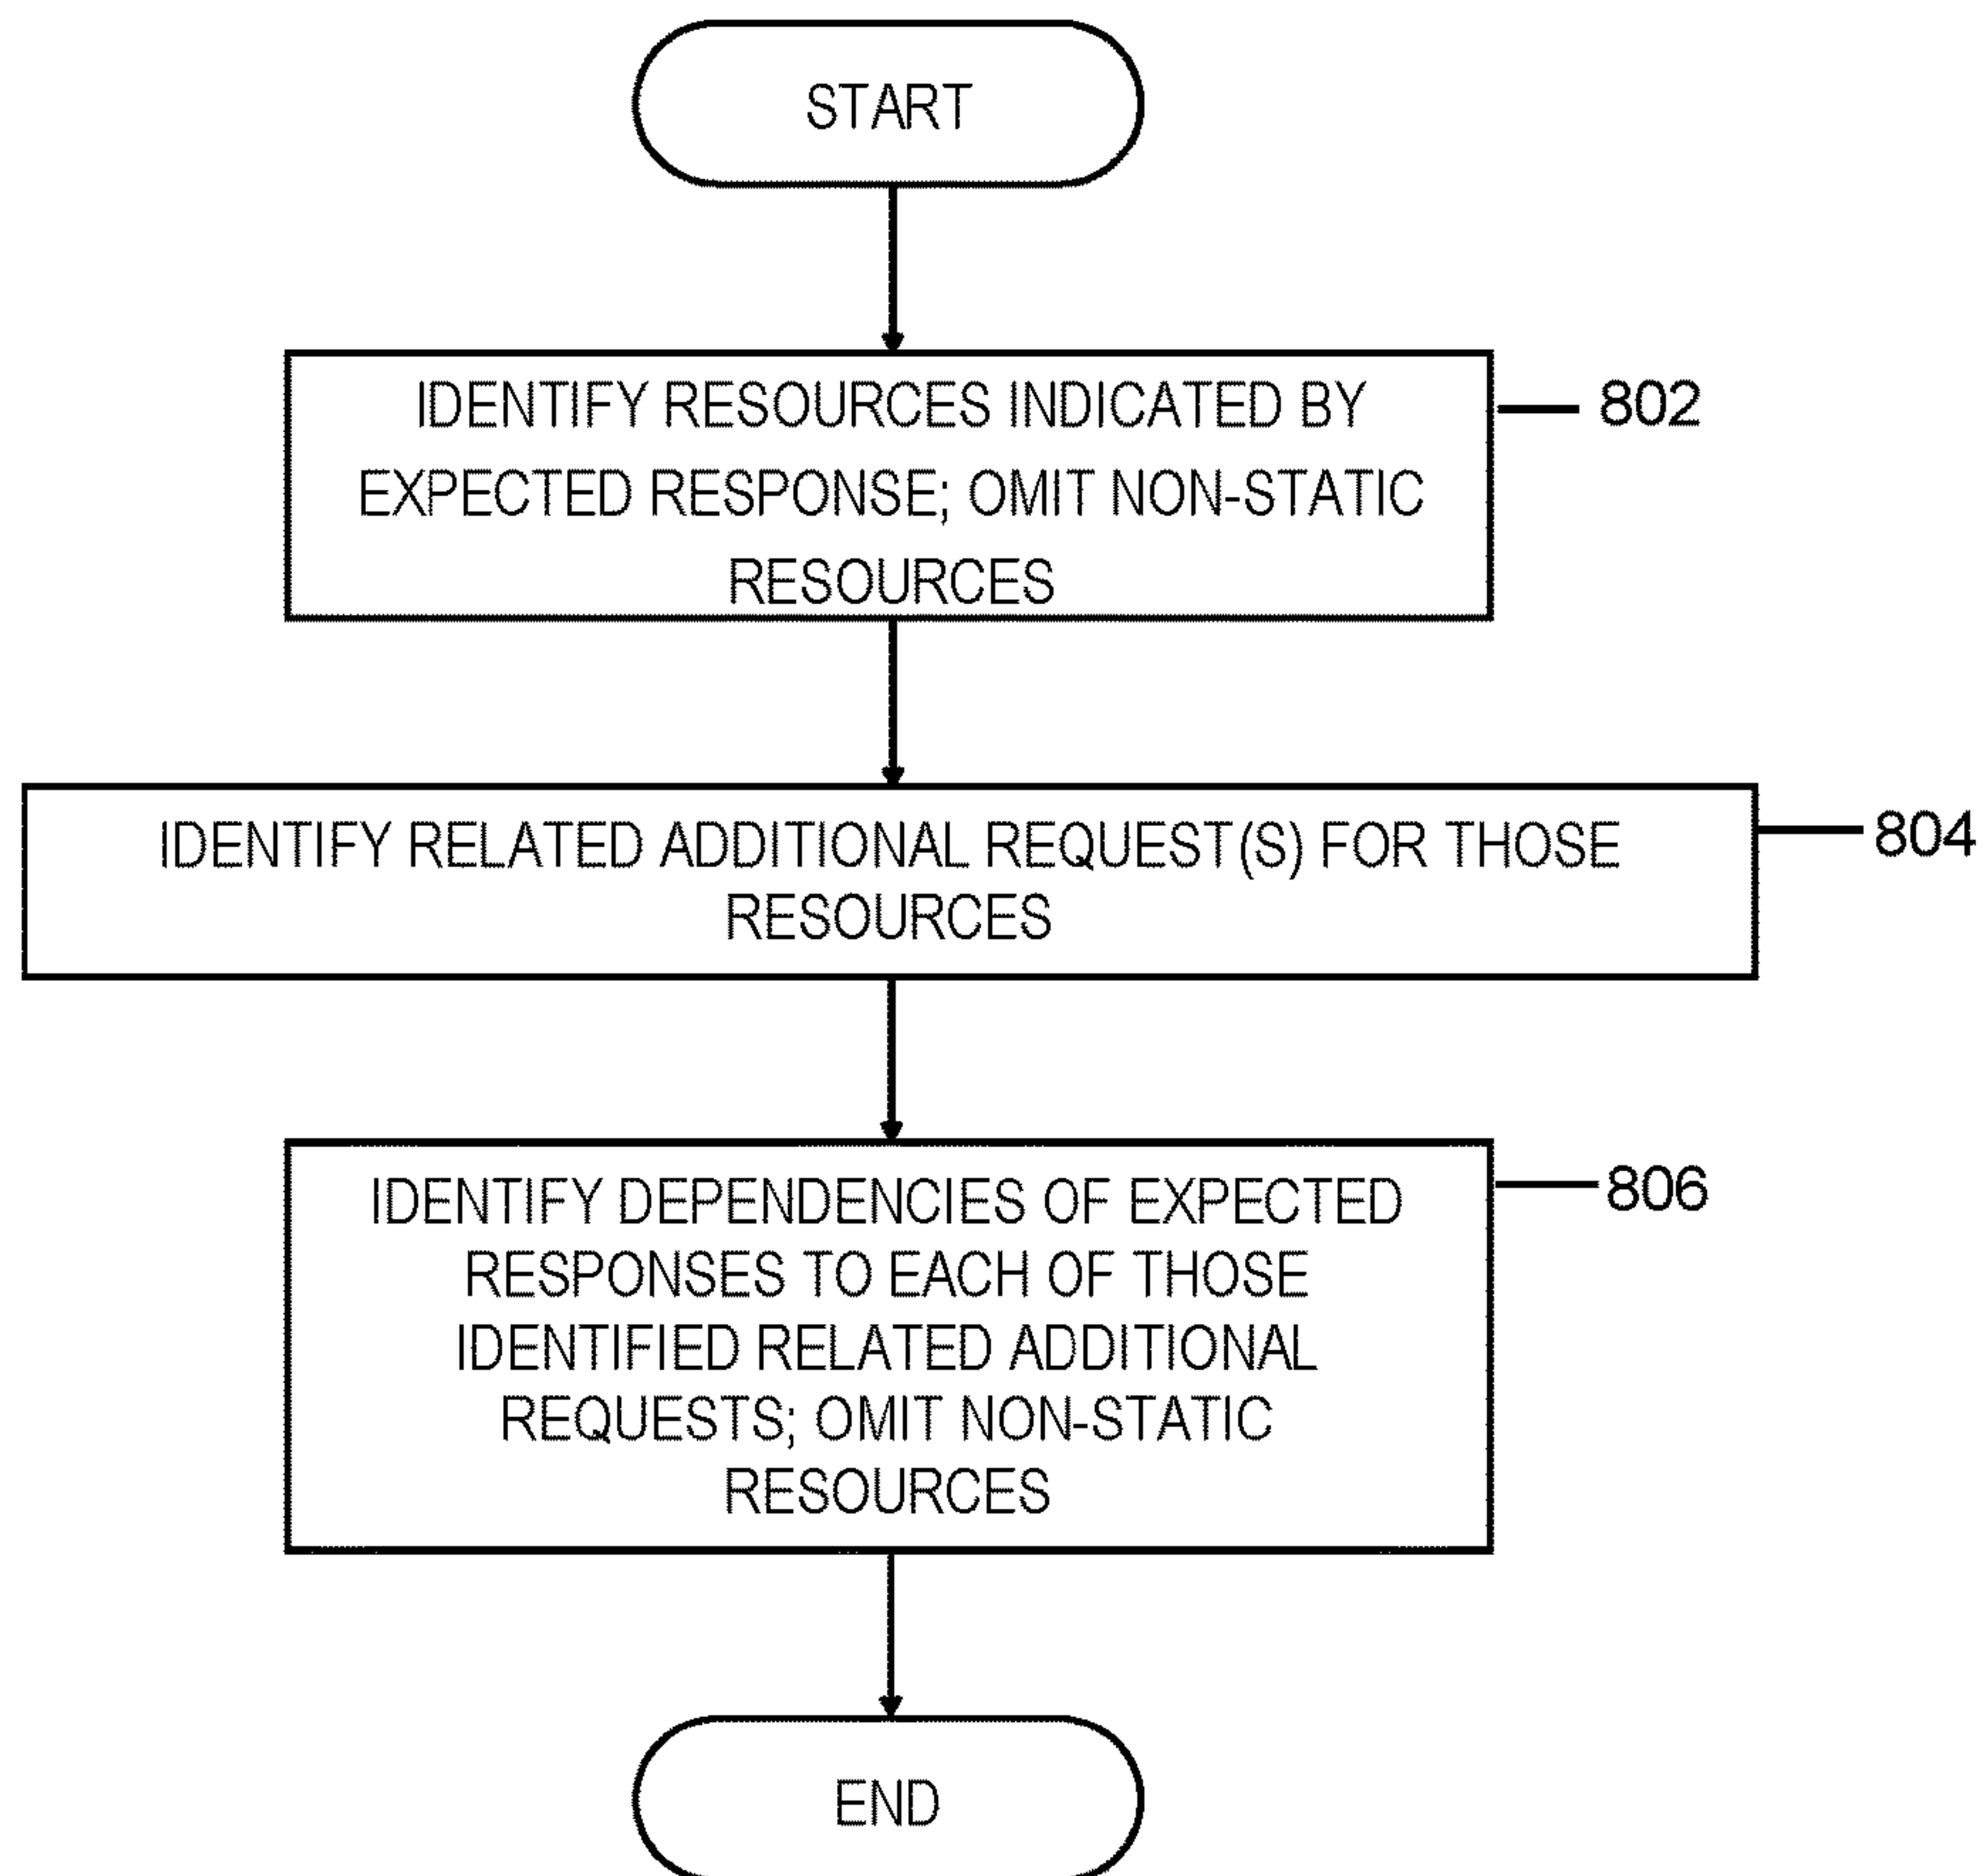 START
IDENTIFY RESOURCES INDICATED BY
EXPECTED RESPONSE; OMIT NON-STATIC
RESOURCES
802
IDENTIFY RELATED ADDITIONAL REQUEST(S) FOR THOSE
RESOURCES
804
IDENTIFY DEPENDENCIES OF EXPECTED
RESPONSES TO EACH OF THOSE
IDENTIFIED RELATED ADDITIONAL
REQUESTS; OMIT NON-STATIC
RESOURCES
806
END